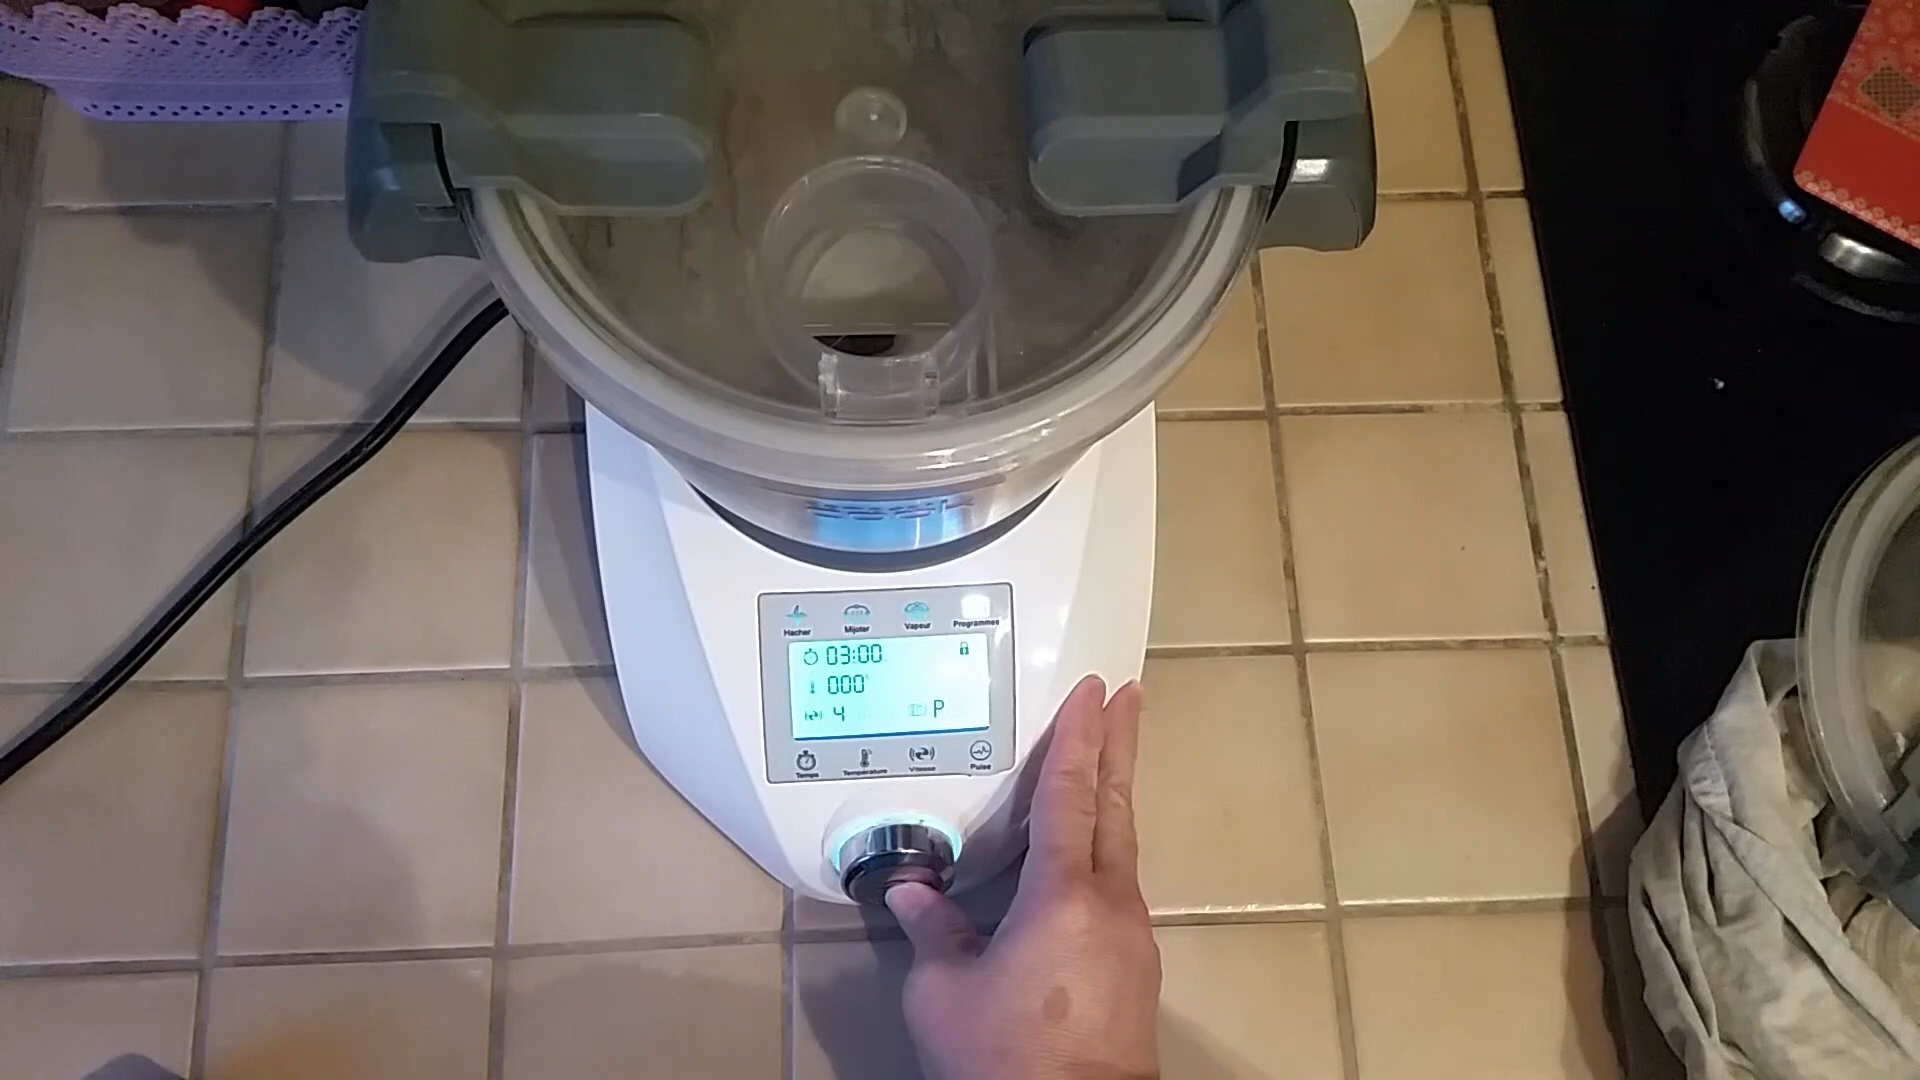 Hacher Mijoter Vapeur Programmes
03:00
000°
4 P
Temps Température Vitesse Pulse